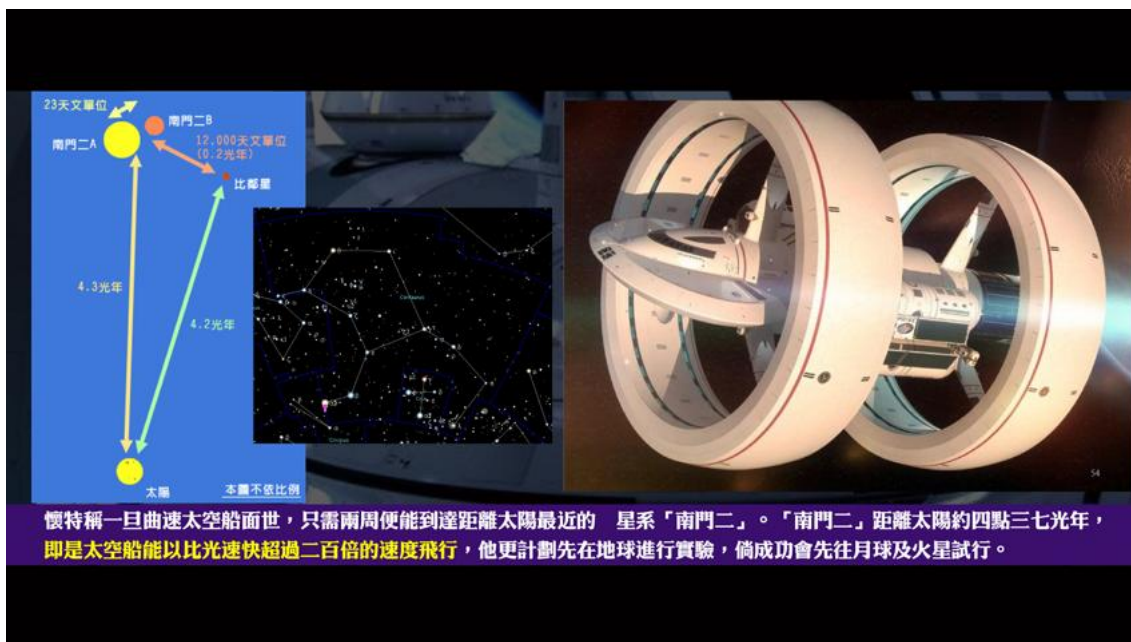 23天文單位
南門二B
南門二A
12,000天文單位
(0.2光年)
比鄰星
4.3光年
4.2光年
太陽
本圖不依比例
Centaurus
Circinus
54
懷特稱一旦曲速太空船面世，只需兩周便能到達距離太陽最近的　星系「南門二」。「南門二」距離太陽約四點三七光年，
即是太空船能以比光速快超過二百倍的速度飛行，他更計劃先在地球進行實驗，倘成功會先往月球及火星試行。